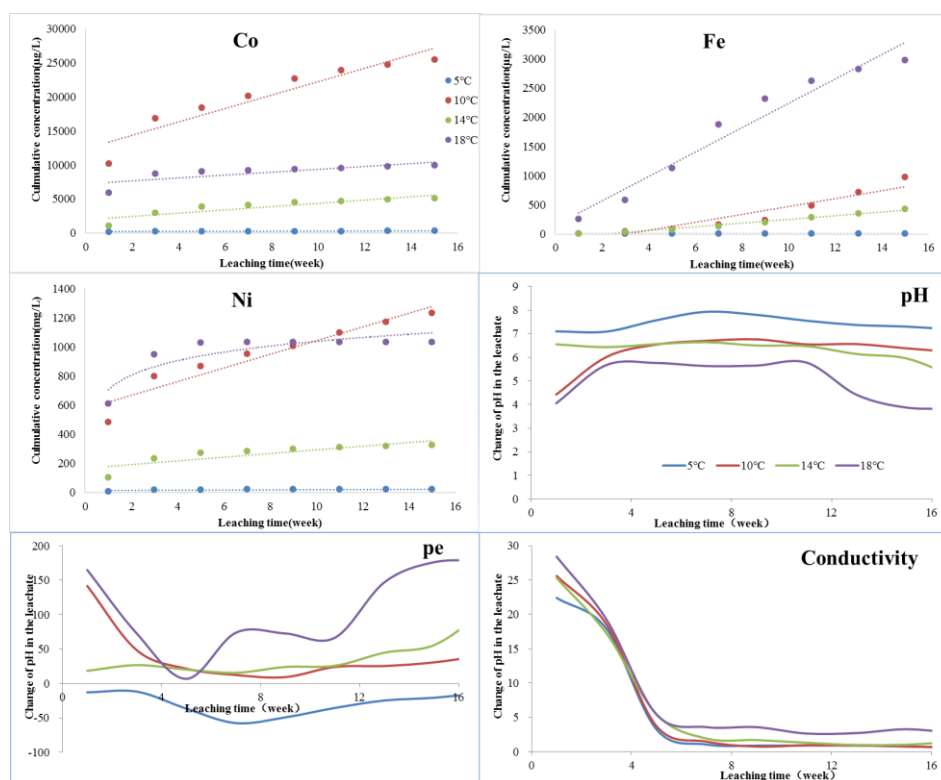 Co
Culmulative concentration(µg/L)
30000
25000
20000
15000
10000
5000
0
0 2 4 6 8 10 12 14 16
Leaching time(week)
5℃
10℃
14℃
18℃
Fe
Cumulative concentration(µg/L)
3500
3000
2500
2000
1500
1000
500
0
0 2 4 6 8 10 12 14 16
Leaching time(week)
Ni
Culmulative concentration(mg/L)
1400
1200
1000
800
600
400
200
0
0 2 4 6 8 10 12 14 16
Leaching time(week)
pH
Change of pH in the leachate
9
8
7
6
5
4
3
2
1
0
5℃ 10℃ 14℃ 18℃
0 4 8 12 16
Leaching time（week）
pe
Change of pH in the leachate
200
150
100
50
0
-50
-100
0 4 8 12 16
Leaching time（week）
Conductivity
Change of pH in the leachate
30
25
20
15
10
5
0
0 4 8 12 16
Leaching time（week）